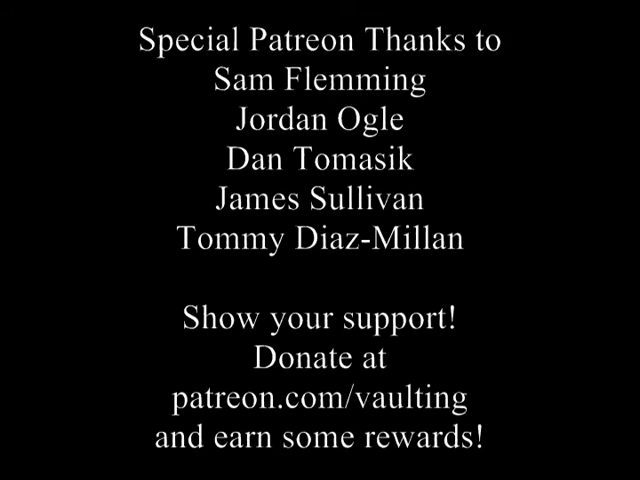 Special Patreon Thanks to
Sam Flemming
Jordan Ogle
Dan Tomasik
James Sullivan
Tommy Diaz-Millan
Show your support!
Donate at
patreon.com/vaulting
and earn some rewards!